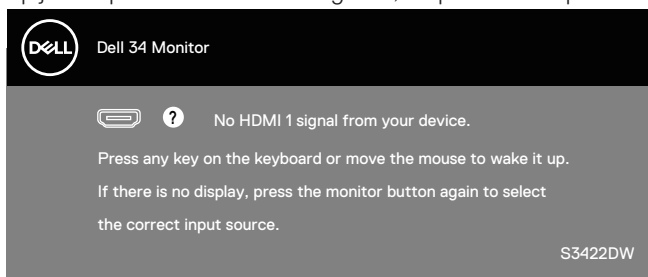 DELL
Dell 34 Monitor
? No HDMI 1 signal from your device.
Press any key on the keyboard or move the mouse to wake it up.
If there is no display, press the monitor button again to select
the correct input source.
S3422DW